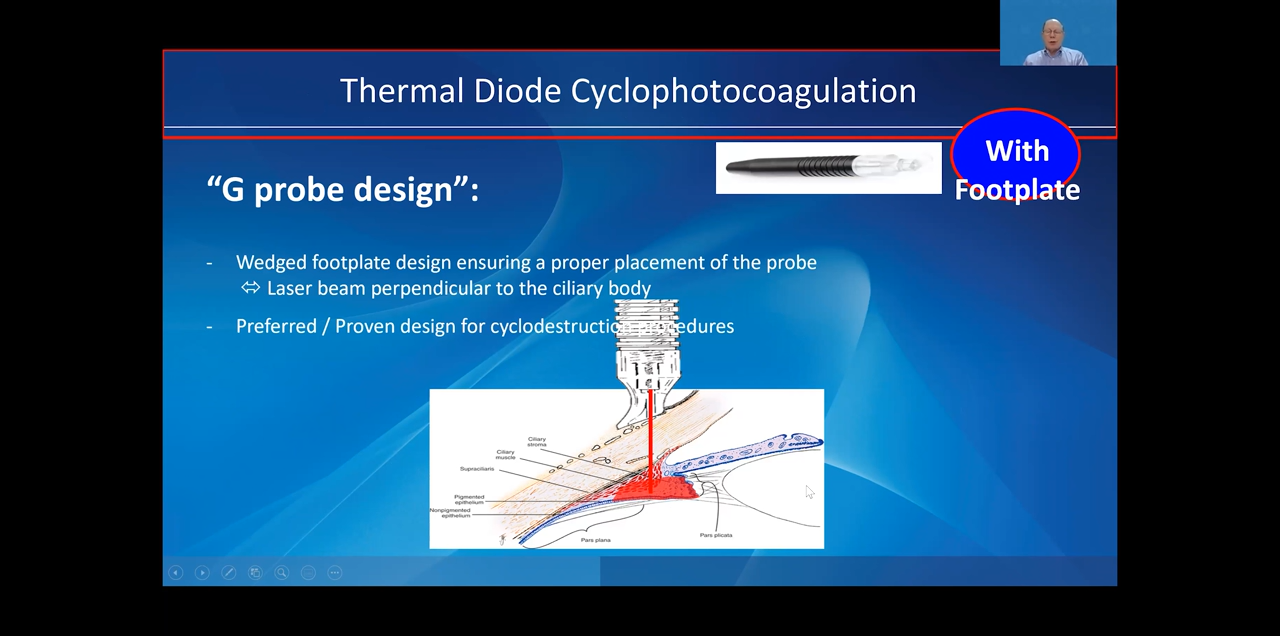 Thermal Diode Cyclophotocoagulation
With
Footplate
“G probe design”:
- Wedged footplate design ensuring a proper placement of the probe
⇔ Laser beam perpendicular to the ciliary body
- Preferred / Proven design for cyclodestruction procedures
Ciliary
stroma
Ciliary
muscle
Supraciliaris
Pigmented
epithelium
Nonpigmented
epithelium
Pars plana
Pars plicata